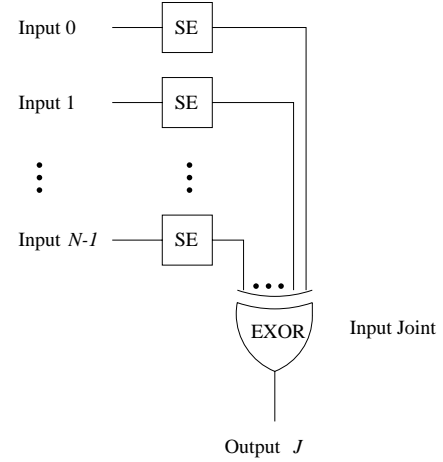 Input 0
SE
Input 1
SE
Input N-1
SE
EXOR
Input Joint
Output J